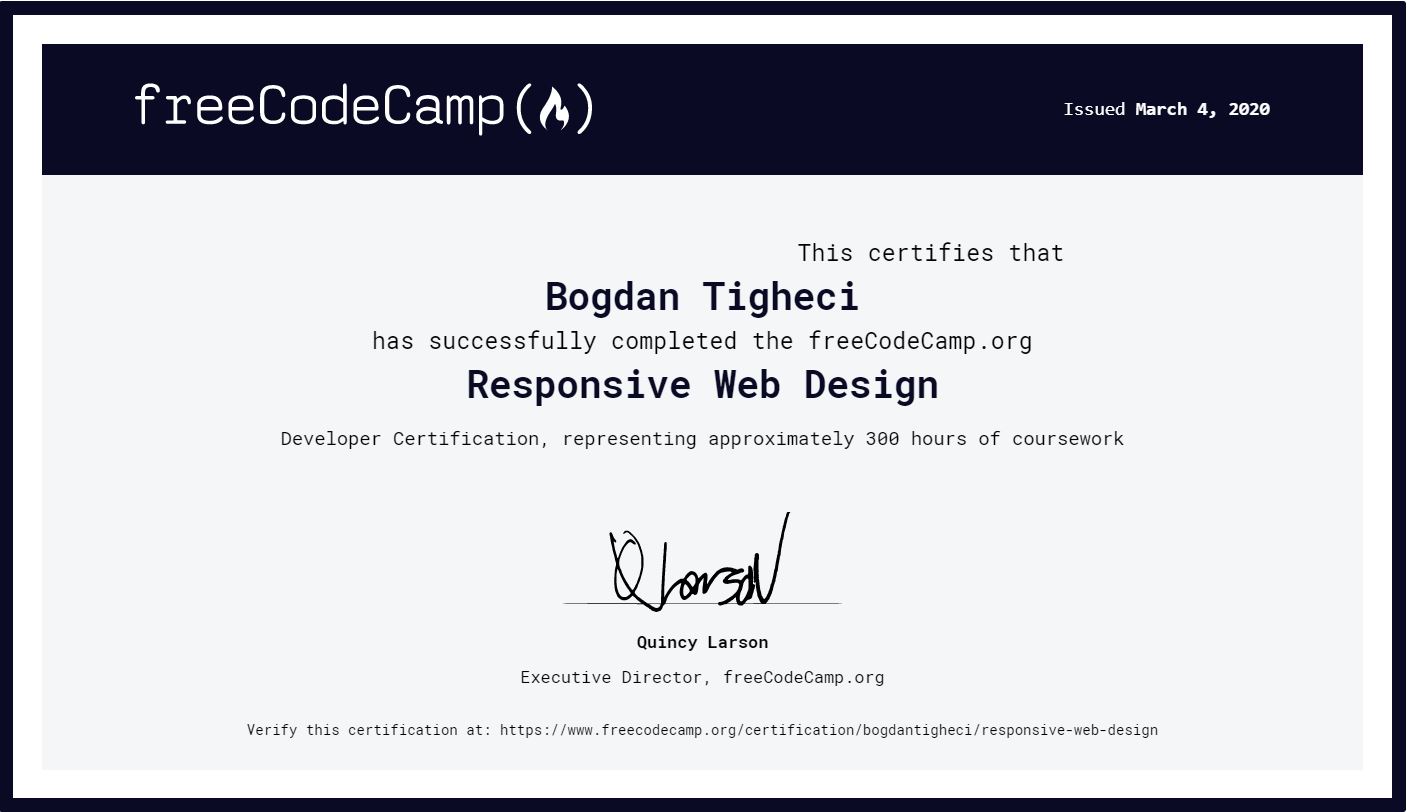 freeCodeCamp(🔥)
Issued March 4, 2020
This certifies that
Bogdan Tigheci
has successfully completed the freeCodeCamp.org
Responsive Web Design
Developer Certification, representing approximately 300 hours of coursework
Q Larson
Quincy Larson
Executive Director, freeCodeCamp.org
Verify this certification at: https://www.freecodecamp.org/certification/bogdantigheci/responsive-web-design